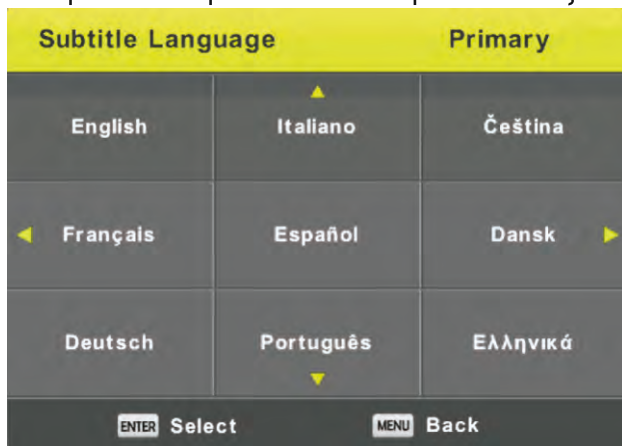 Subtitle Language Primary
English Italiano Čeština
Français Español Dansk
Deutsch Português Ελληνικά
ENTER Select MENU Back